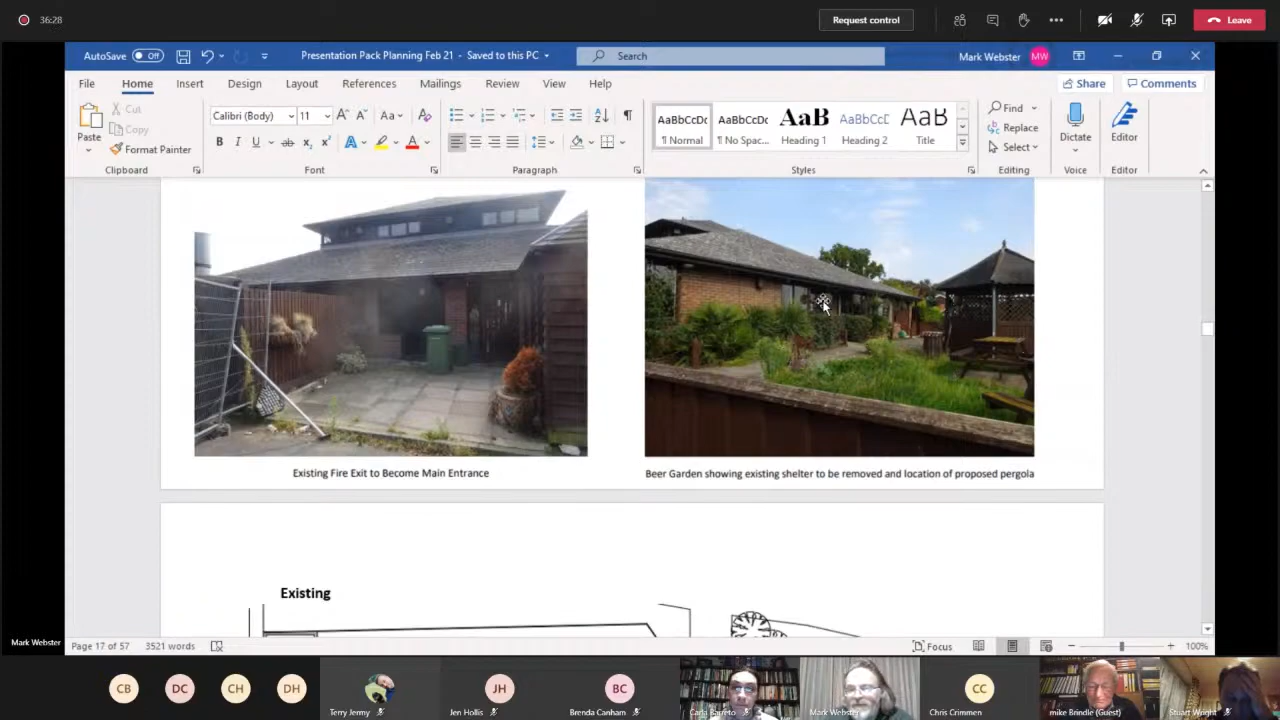 36:28
Request control
Leave
AutoSave Off
Presentation Pack Planning Feb 21 - Saved to this PC
Search
Mark Webster MW
File Home Insert Draw Design Layout References Mailings Review View Help
Share Comments
Paste
Cut
Copy
Format Painter
Clipboard
Calibri (Body) 11
Font
Paragraph
AaBbCcDc AaBbCcDc AaB AaBbCcD AaB
¶ Normal ¶ No Spac... Heading 1 Heading 2 Title
Styles
Find
Replace
Select
Editing
Dictate
Voice
Editor
Editor
Existing Fire Exit to Become Main Entrance
Beer Garden showing existing shelter to be removed and location of proposed pergola
Existing
Mark Webster
Page 17 of 57 3521 words
Focus
100%
CB DC CH DH JH BC CC
Terry Jermy Jen Hollis Brenda Canham Carla Barreto Mark Webster Chris Crimmen mike Brindle (Guest) Stuart Wright